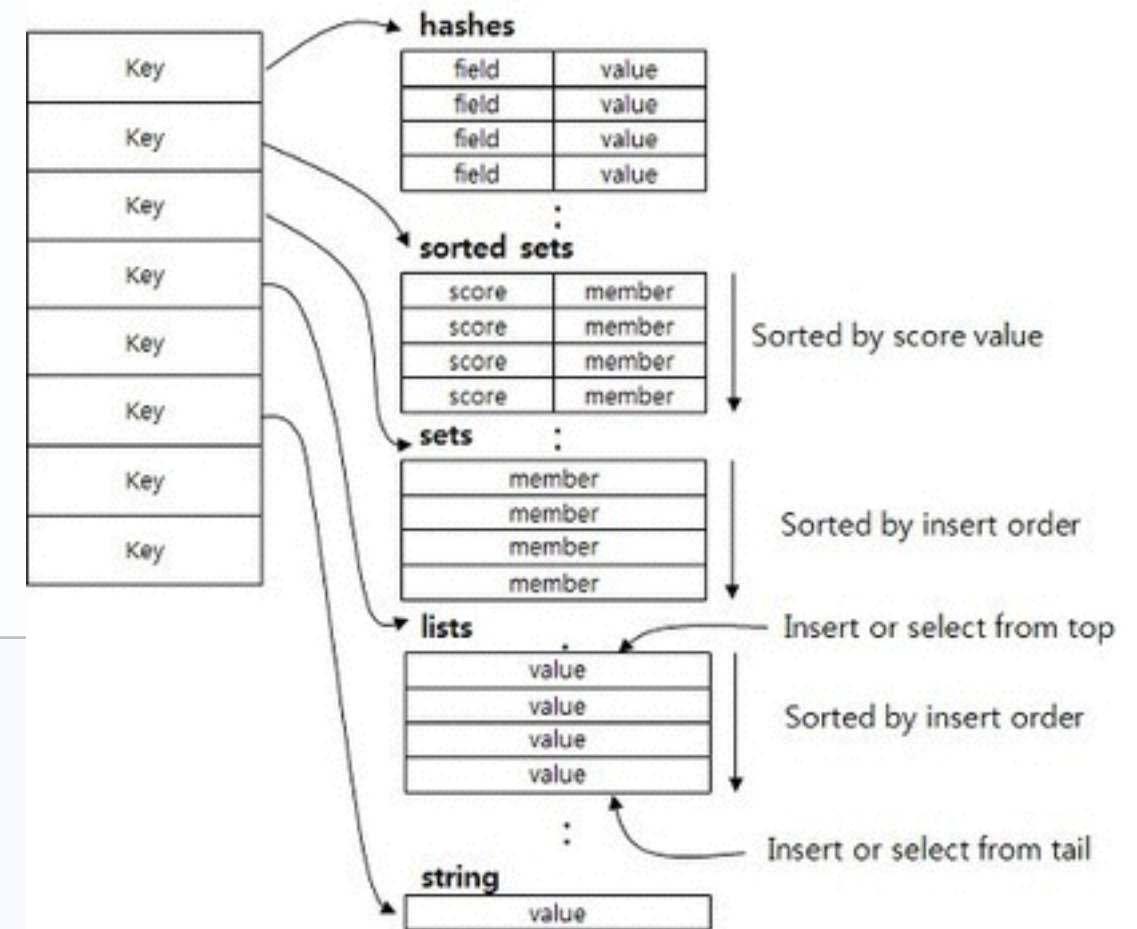 Key
Key
Key
Key
Key
Key
Key
Key
hashes
field value
field value
field value
field value
sorted sets
score member
score member
score member
score member
Sorted by score value
sets
member
member
member
member
Sorted by insert order
lists
Insert or select from top
value
value
value
value
Sorted by insert order
Insert or select from tail
string
value